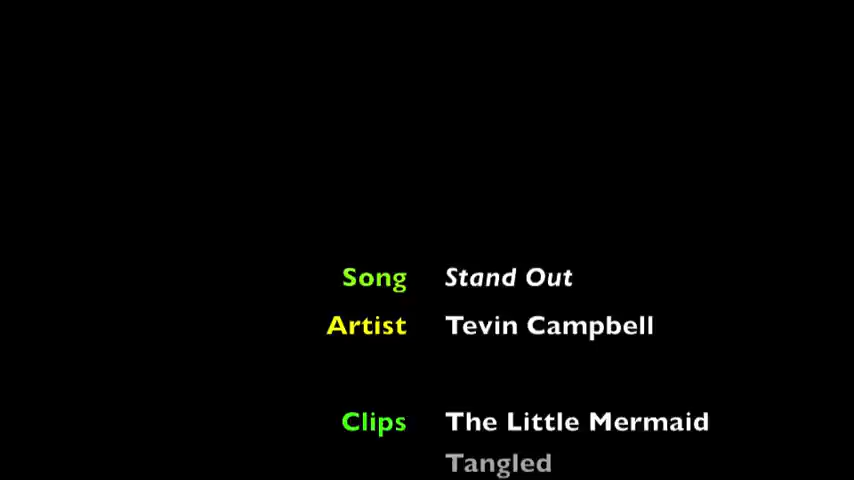 Song Stand Out
Artist Tevin Campbell
Clips The Little Mermaid
Tangled